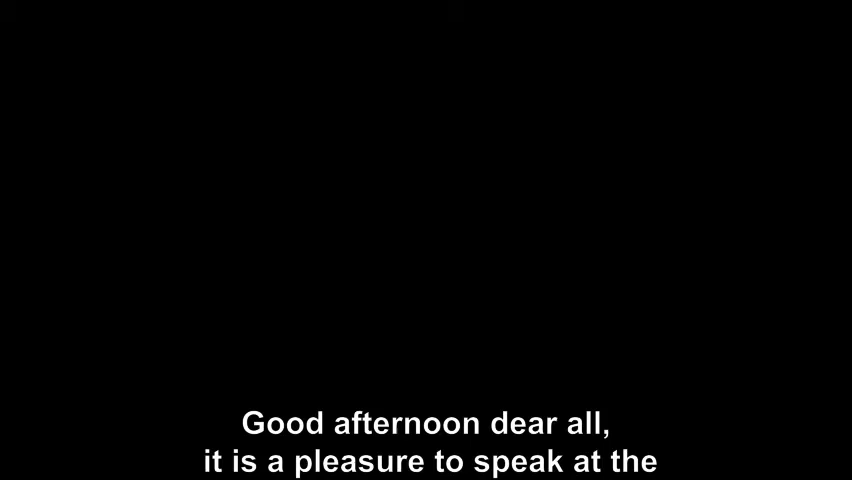 Good afternoon dear all,
it is a pleasure to speak at the